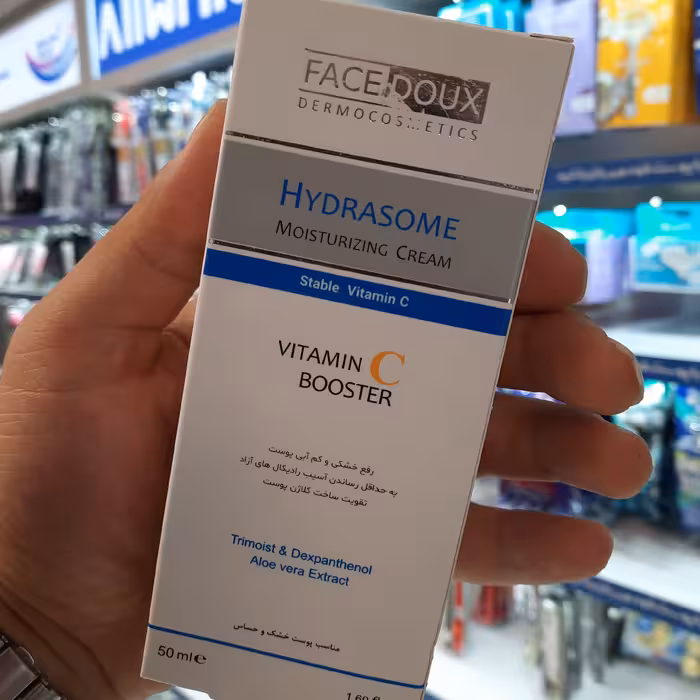 FACE DOUX
DERMOCOSMETICS
HYDRASOME
MOISTURIZING CREAM
Stable Vitamin C
VITAMIN C
BOOSTER
رفع خشکی و کم آبی پوست
به حداقل رساندن آسیب رادیکال های آزاد
تقویت ساخت کلاژن پوست
Trimoist & Dexpanthenol
Aloe vera Extract
مناسب پوست خشک و حساس
50 ml℮